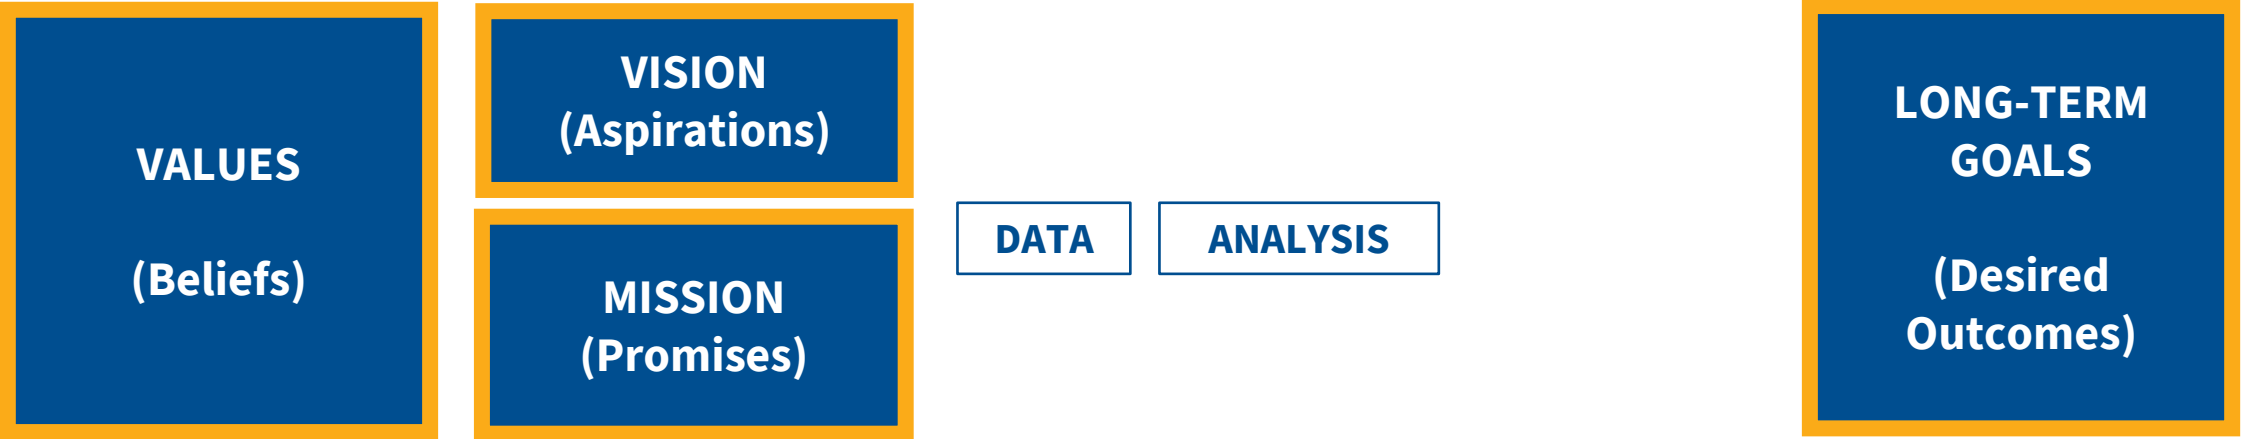 VALUES
(Beliefs)
VISION
(Aspirations)
MISSION
(Promises)
DATA
ANALYSIS
LONG-TERM
GOALS
(Desired
Outcomes)